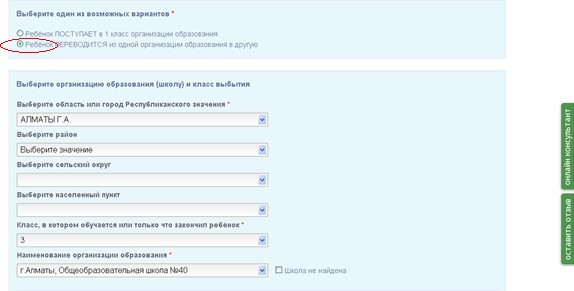 Выберите один из возможных вариантов *
Ребёнок ПОСТУПАЕТ в 1 класс организации образования
Ребёнок ПЕРЕВОДИТСЯ из одной организации образования в другую
Выберите организацию образования (школу) и класс выбытия
Выберите область или город Республиканского значения *
АЛМАТЫ Г.А.
Выберите район
Выберите значение
Выберите сельский округ
Выберите населенный пункт
Класс, в котором обучается или только что закончил ребенок *
3
Наименование организации образования *
г.Алматы, Общеобразовательная школа №40
Школа не найдена
онлайн консультант
оставить отзыв